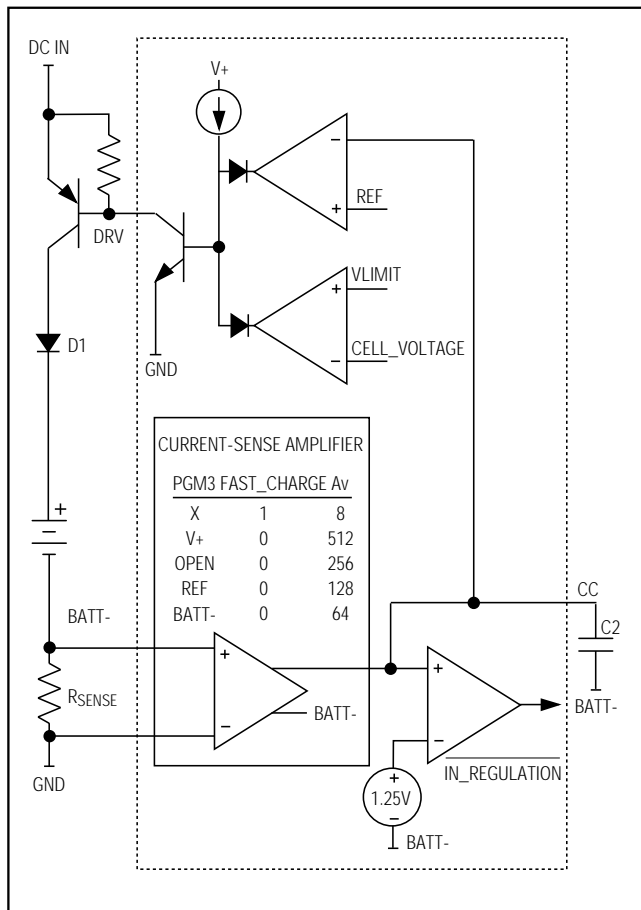 DC IN
V+
REF
DRV
VLIMIT
CELL_VOLTAGE
GND
D1
CURRENT-SENSE AMPLIFIER
PGM3 FAST_CHARGE Av
X 1 8
V+ 0 512
OPEN 0 256
REF 0 128
BATT- 0 64
BATT-
CC
C2
RSENSE
BATT-
BATT-
IN_REGULATION
GND
1.25V
BATT-